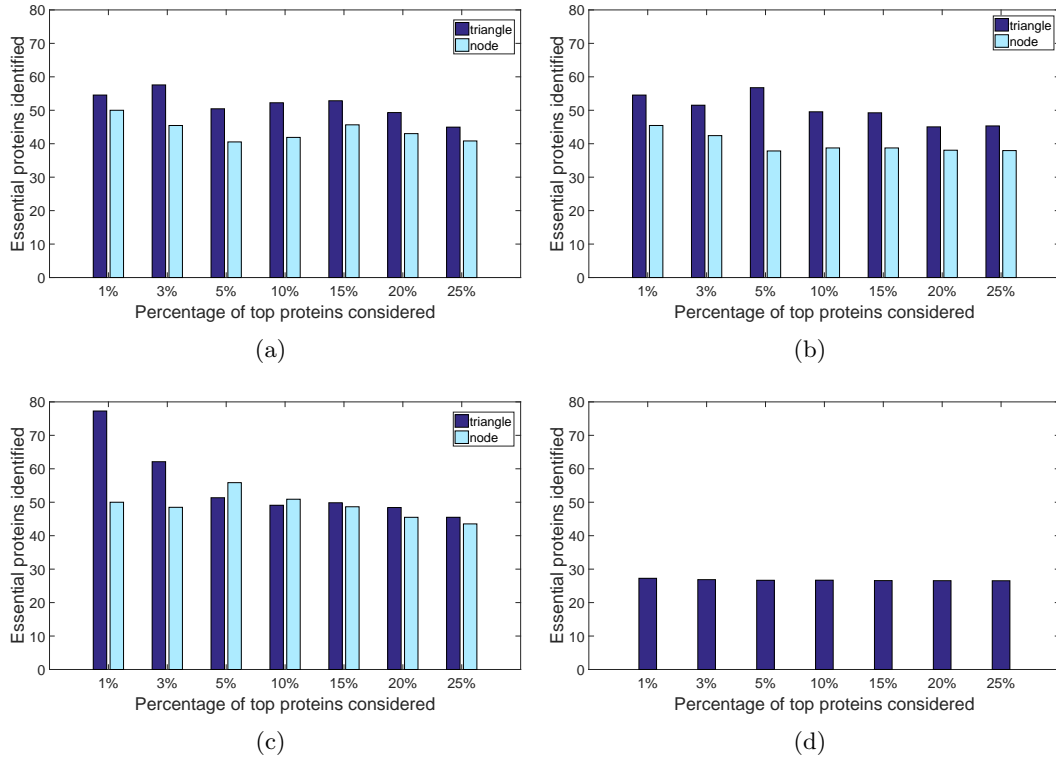 80
70
60
50
40
30
20
10
0
Essential proteins identified
triangle
node
1% 3% 5% 10% 15% 20% 25%
Percentage of top proteins considered
(a)
80
70
60
50
40
30
20
10
0
Essential proteins identified
triangle
node
1% 3% 5% 10% 15% 20% 25%
Percentage of top proteins considered
(b)
80
70
60
50
40
30
20
10
0
Essential proteins identified
triangle
node
1% 3% 5% 10% 15% 20% 25%
Percentage of top proteins considered
(c)
80
70
60
50
40
30
20
10
0
Essential proteins identified
1% 3% 5% 10% 15% 20% 25%
Percentage of top proteins considered
(d)